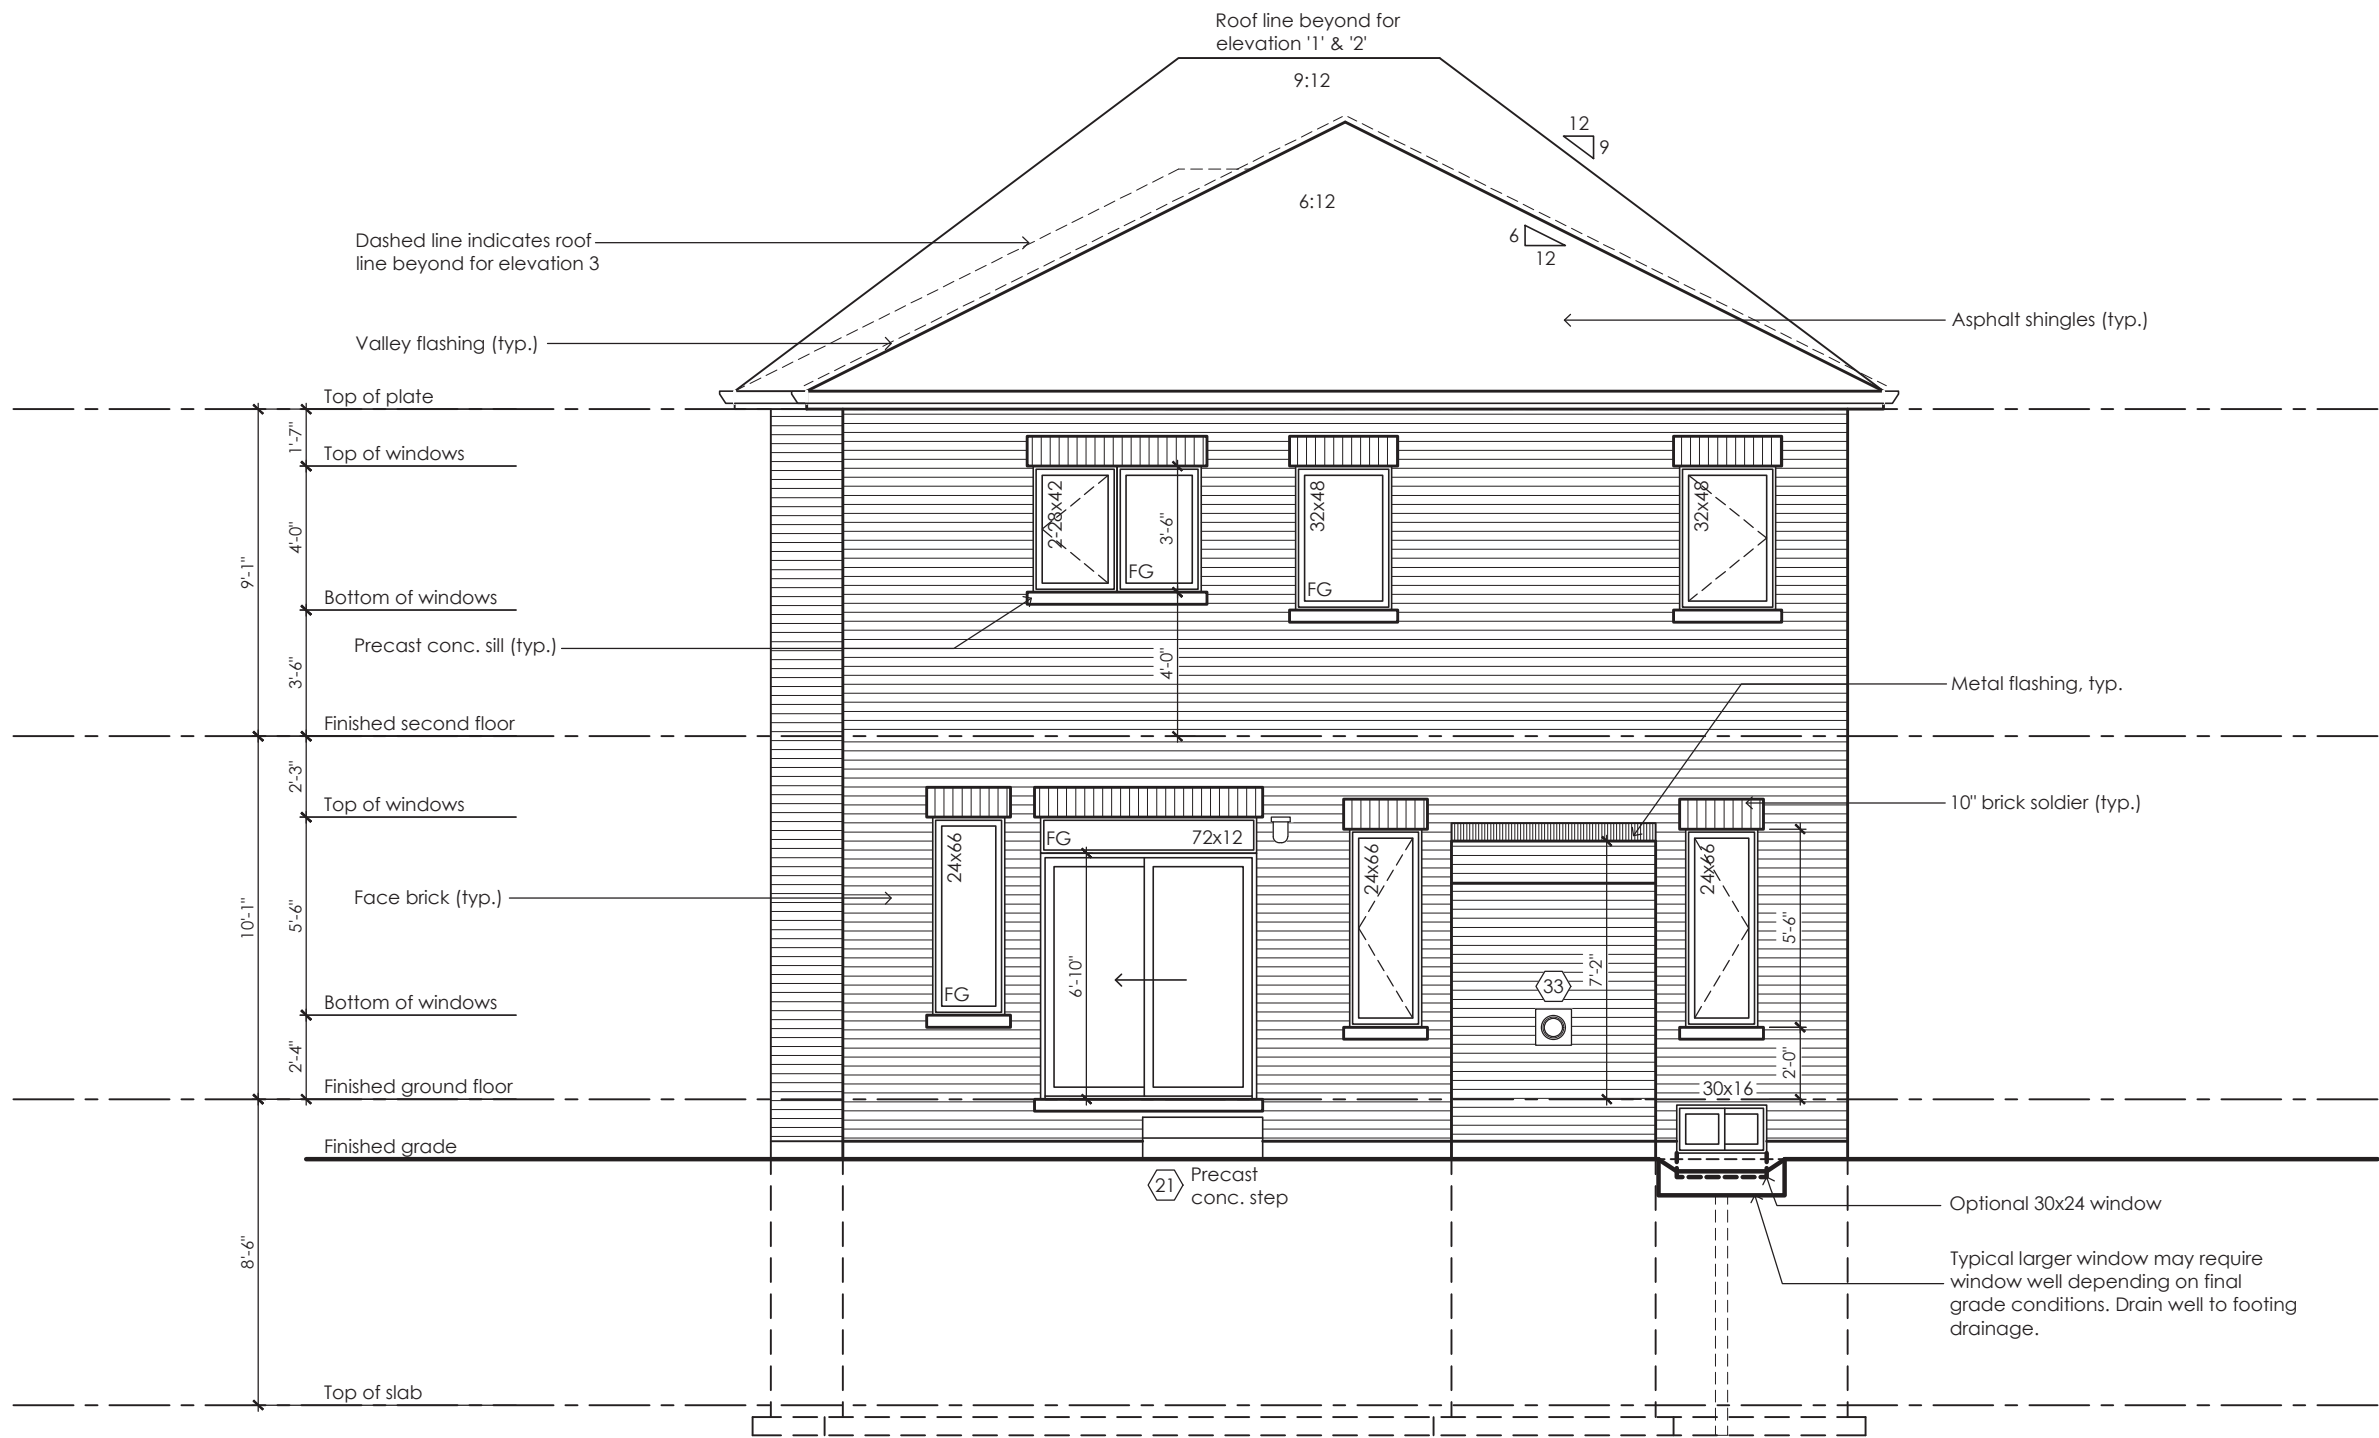 Roof line beyond for
elevation '1' & '2'
9:12
12
9
6:12
6
12
Dashed line indicates roof
line beyond for elevation 3
Valley flashing (typ.)
Asphalt shingles (typ.)
Top of plate
1'-7"
Top of windows
2-28x42
3'-6"
FG
32x48
FG
32x48
4'-0"
9'-1"
Bottom of windows
Precast conc. sill (typ.)
4'-0"
3'-6"
Metal flashing, typ.
Finished second floor
2'-3"
Top of windows
10" brick soldier (typ.)
FG
72x12
24x66
24x66
24x66
Face brick (typ.)
10'-1"
5'-6"
5'-6"
6'-10"
7'-2"
33
FG
Bottom of windows
2'-4"
2'-0"
Finished ground floor
30x16
Finished grade
21
Precast
conc. step
Optional 30x24 window
8'-6"
Typical larger window may require
window well depending on final
grade conditions. Drain well to footing
drainage.
Top of slab